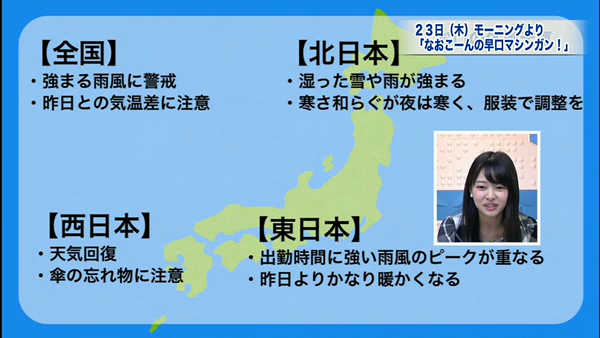 23日（木）モーニングより
「なおこーんの早口マシンガン！」
【全国】
・強まる雨風に警戒
・昨日との気温差に注意
【北日本】
・湿った雪や雨が強まる
・寒さ和らぐが夜は寒く、服装で調整を
【西日本】
・天気回復
・傘の忘れ物に注意
【東日本】
・出勤時間に強い雨風のピークが重なる
・昨日よりかなり暖かくなる